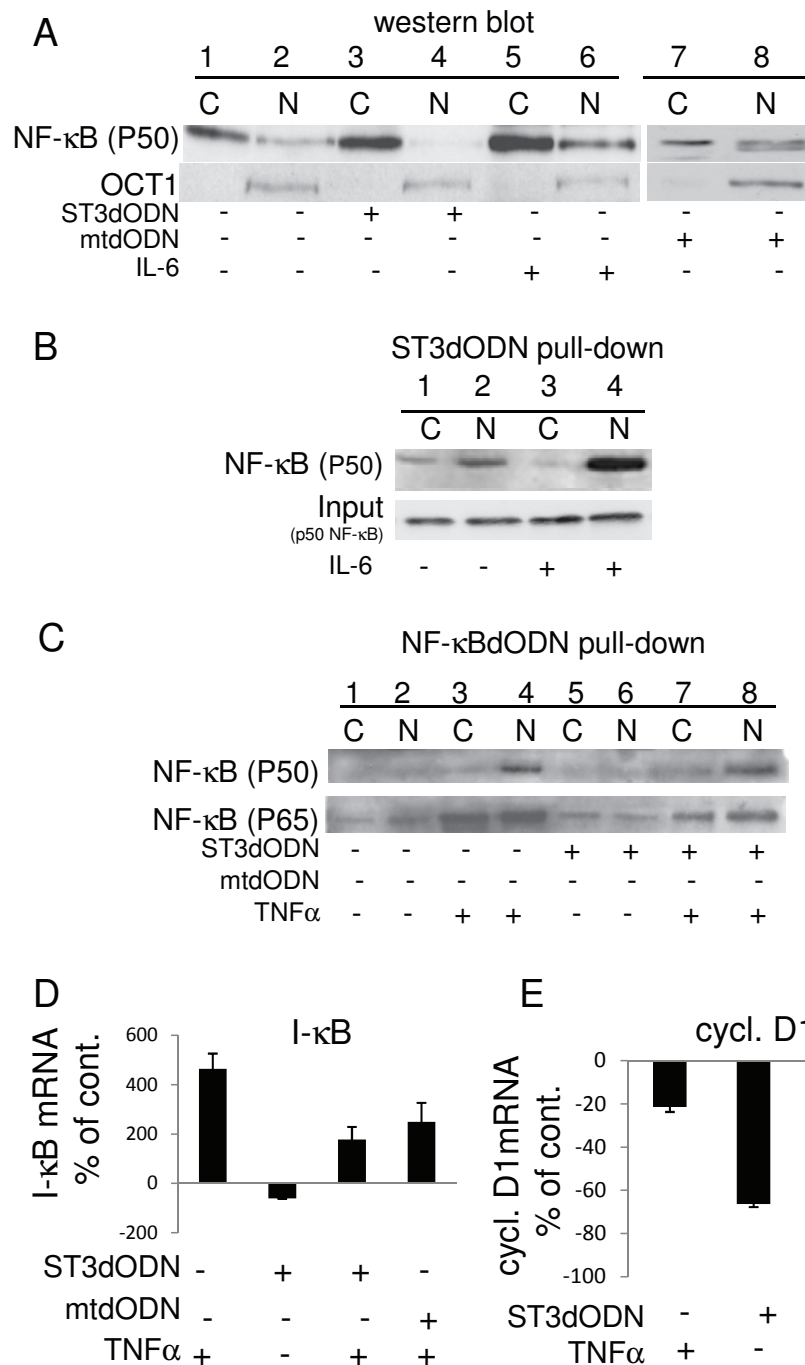 A
western blot
1 2 3 4 5 6 7 8
C N C N C N C N
NF-κB (P50)
OCT1
ST3dODN - - + + - - - -
mtdODN - - - - - - + +
IL-6 - - - - + + - -
B
ST3dODN pull-down
1 2 3 4
C N C N
NF-κB (P50)
Input
(p50 NF-κB)
IL-6 - - + +
C
NF-κBdODN pull-down
1 2 3 4 5 6 7 8
C N C N C N C N
NF-κB (P50)
NF-κB (P65)
ST3dODN - - - - + + + +
mtdODN - - - - - - - -
TNFα - - + + - - + +
D
I-κB
I-κB mRNA
% of cont.
600
400
200
0
-200
ST3dODN - + + -
mtdODN - - - +
TNFα + - + +
E
cycl. D1
cycl. D1mRNA
% of cont.
0
-20
-40
-60
-80
-100
ST3dODN - +
TNFα + -